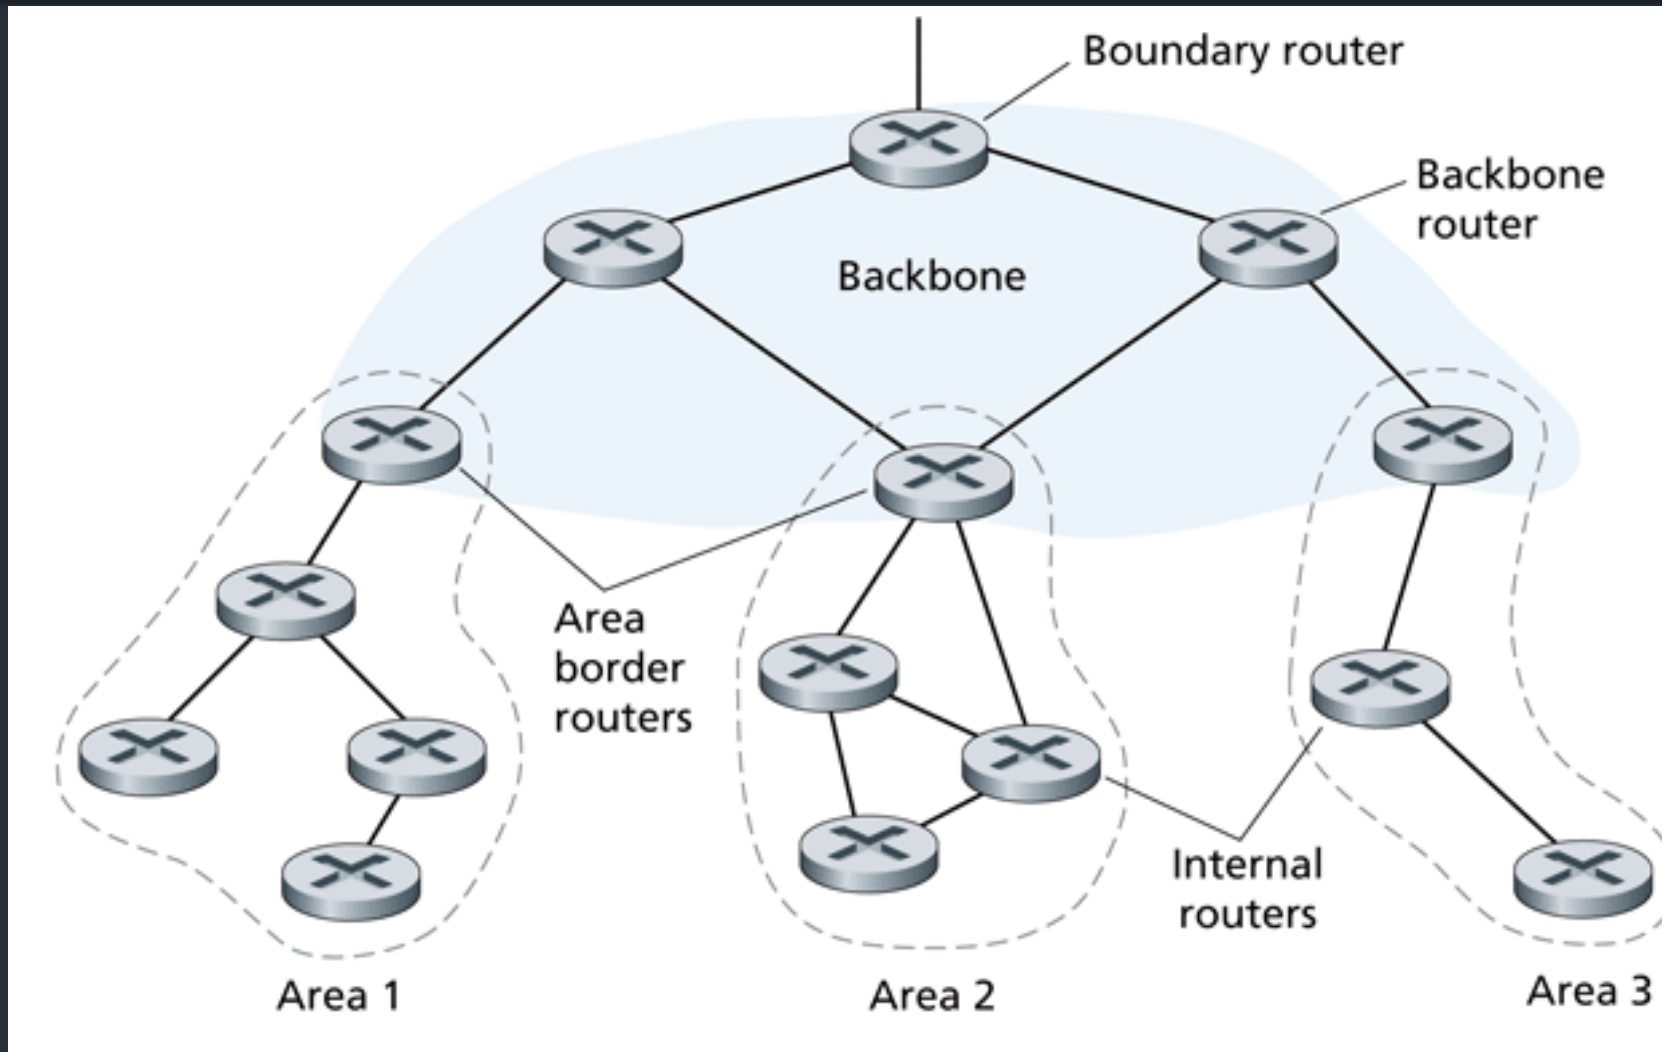 Boundary router
Backbone
router
Backbone
Area
border
routers
Internal
routers
Area 1
Area 2
Area 3